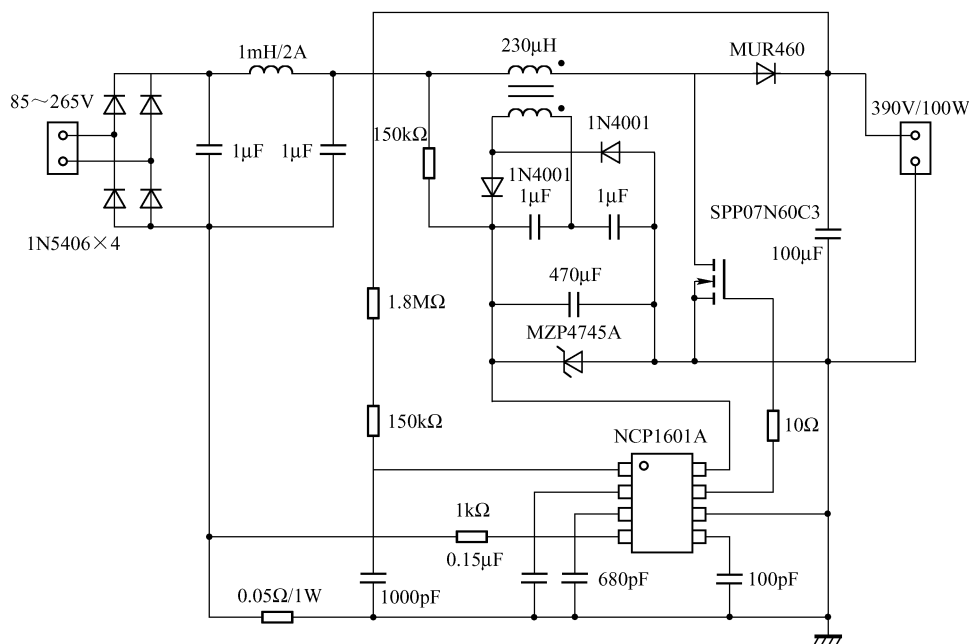 1mH/2A
230μH
MUR460
85～265V
390V/100W
150kΩ
1N4001
1μF
1μF
1N4001
1μF
1μF
SPP07N60C3
1N5406×4
100μF
470μF
1.8MΩ
MZP4745A
150kΩ
NCP1601A
10Ω
1kΩ
0.15μF
680pF
100pF
0.05Ω/1W
1000pF